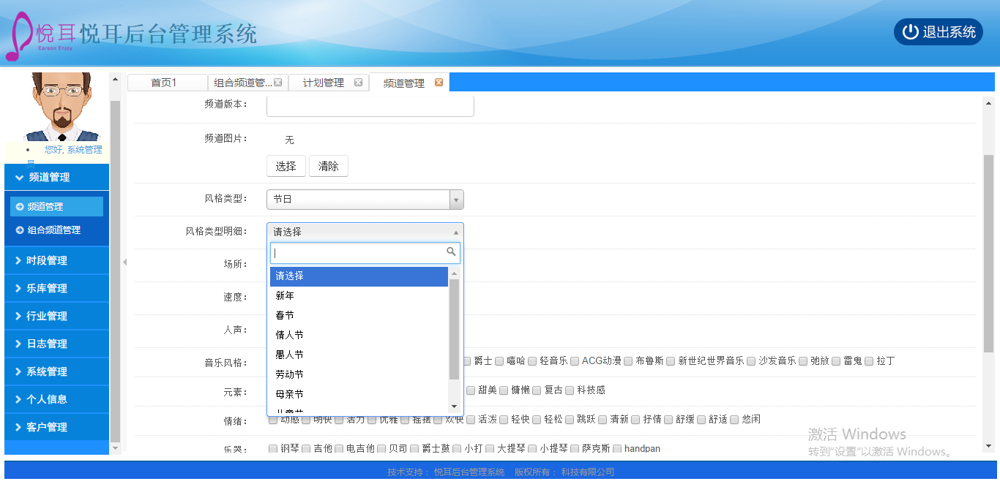 悦耳 悦耳后台管理系统
Earson Enjoy
退出系统
首页1 组合频道管... 计划管理 频道管理
您好, 系统管理员
频道管理
频道管理
组合频道管理
时段管理
乐库管理
行业管理
日志管理
系统管理
个人信息
客户管理
频道版本：
频道图片： 无
选择 清除
风格类型： 节日
风格类型明细： 请选择
请选择
新年
春节
情人节
愚人节
劳动节
母亲节
儿童节
场所：
速度：
人声：
音乐风格： 爵士 嘻哈 轻音乐 ACG动漫 布鲁斯 新世纪世界音乐 沙发音乐 弛放 雷鬼 拉丁
元素： 甜美 慵懒 复古 科技感
情绪： 动感 明快 活力 优雅 摇摆 欢快 活泼 轻快 轻松 跳跃 清新 抒情 舒缓 舒适 悠闲
乐器： 钢琴 吉他 电吉他 贝司 爵士鼓 小打 大提琴 小提琴 萨克斯 handpan
激活 Windows
转到“设置”以激活 Windows。
技术支持： 悦耳后台管理系统 版权所有： 科技有限公司